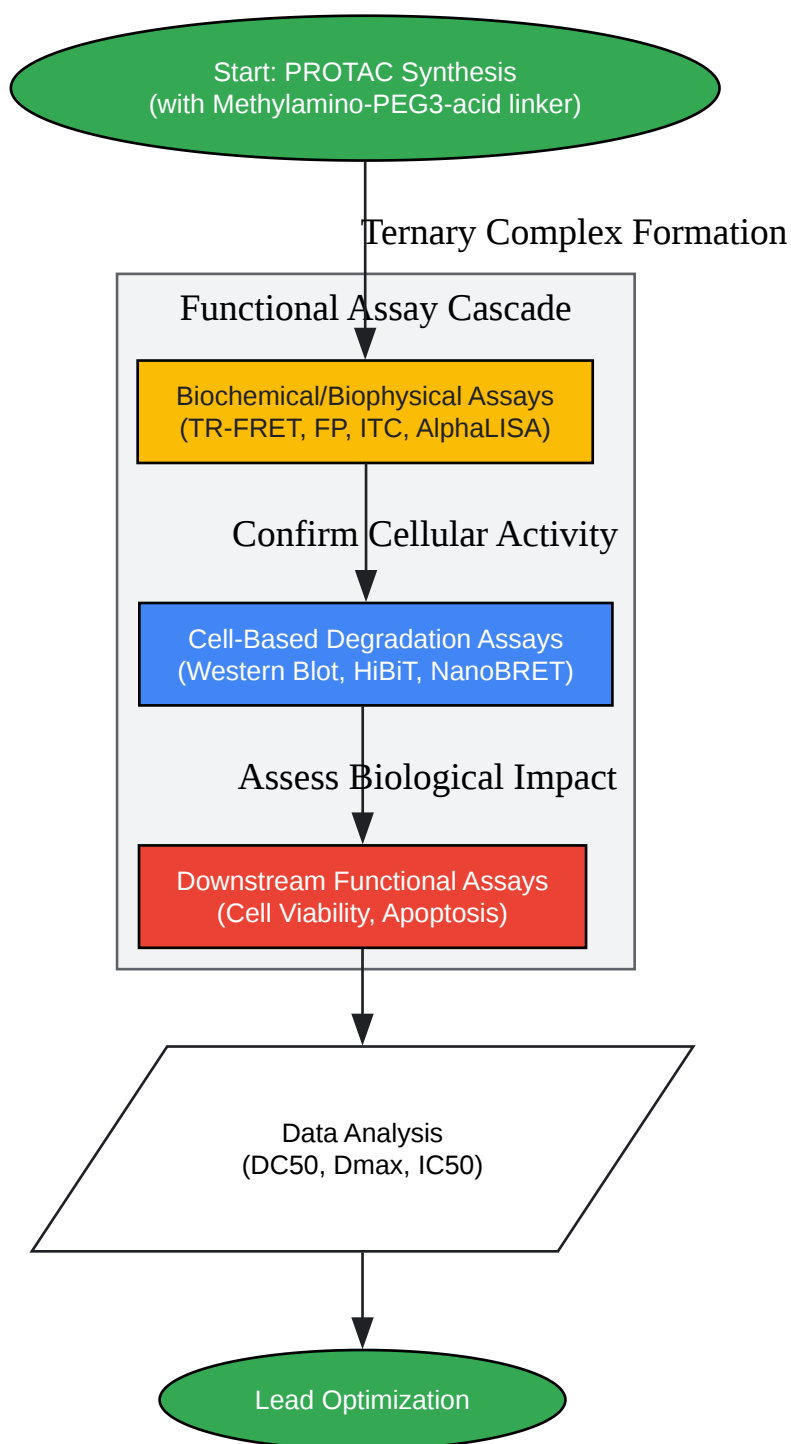 Start: PROTAC Synthesis
(with Methylamino-PEG3-acid linker)
Ternary Complex Formation
Functional Assay Cascade
Biochemical/Biophysical Assays
(TR-FRET, FP, ITC, AlphaLISA)
Confirm Cellular Activity
Cell-Based Degradation Assays
(Western Blot, HiBiT, NanoBRET)
Assess Biological Impact
Downstream Functional Assays
(Cell Viability, Apoptosis)
Data Analysis
(DC50, Dmax, IC50)
Lead Optimization